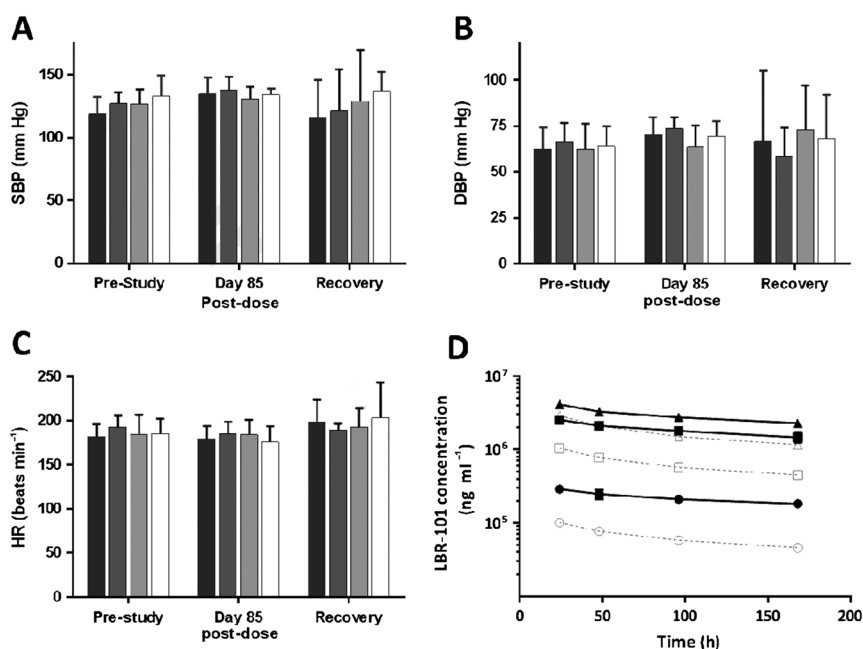 A
SBP (mm Hg)
150
100
50
0
Pre-Study
Day 85
Post-dose
Recovery
B
DBP (mm Hg)
100
75
50
25
0
Pre-study
Day 85
post-dose
Recovery
C
HR (beats min⁻¹)
250
200
150
100
50
0
Pre-study
Day 85
post-dose
Recovery
D
LBR-101 concentration
(ng ml⁻¹)
10⁷
10⁶
10⁵
0
50
100
150
200
Time (h)